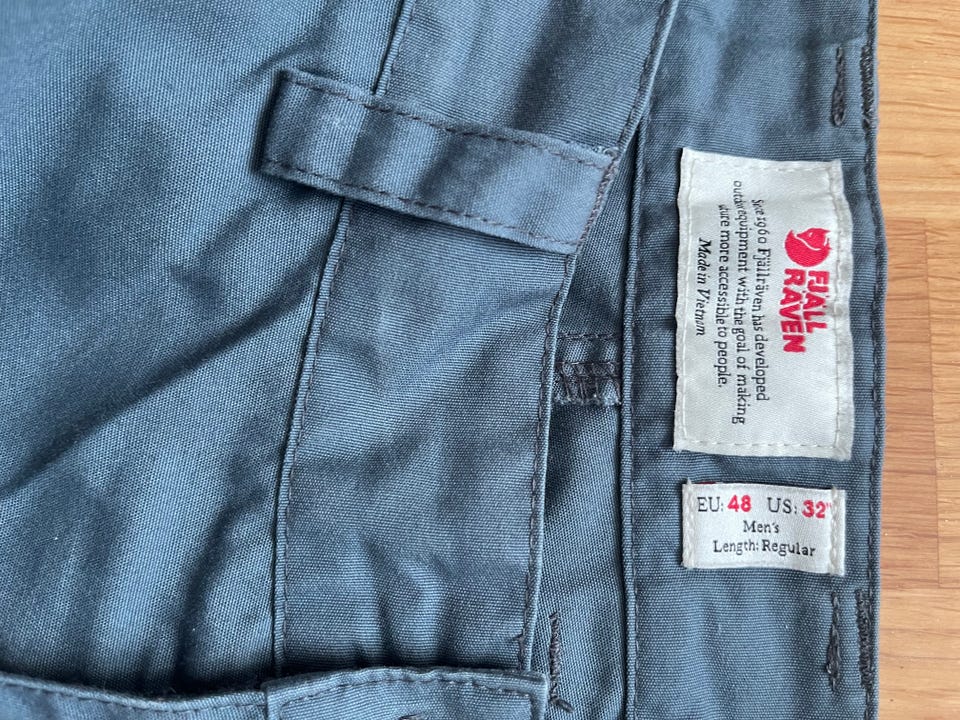 FJÄLL
RÄVEN
Since 1960 Fjällräven has developed
outdoor equipment with the goal of making
more accessible to people.
Made in Vietnam
EU: 48 US: 32"
Men's
Length: Regular